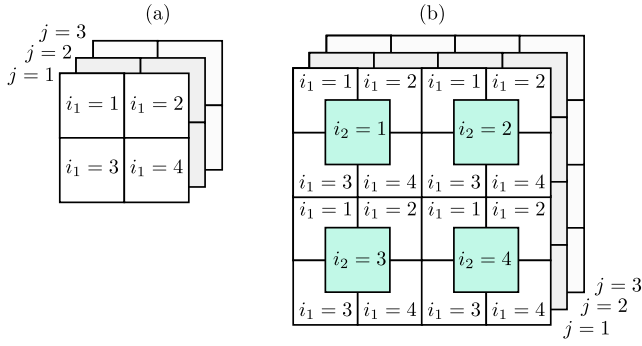 (a)
j = 3
j = 2
j = 1
i₁ = 1 i₁ = 2
i₁ = 3 i₁ = 4
(b)
i₁ = 1 i₁ = 2 i₁ = 1 i₁ = 2
i₂ = 1 i₂ = 2
i₁ = 3 i₁ = 4 i₁ = 3 i₁ = 4
i₁ = 1 i₁ = 2 i₁ = 1 i₁ = 2
i₂ = 3 i₂ = 4
i₁ = 3 i₁ = 4 i₁ = 3 i₁ = 4
j = 3
j = 2
j = 1